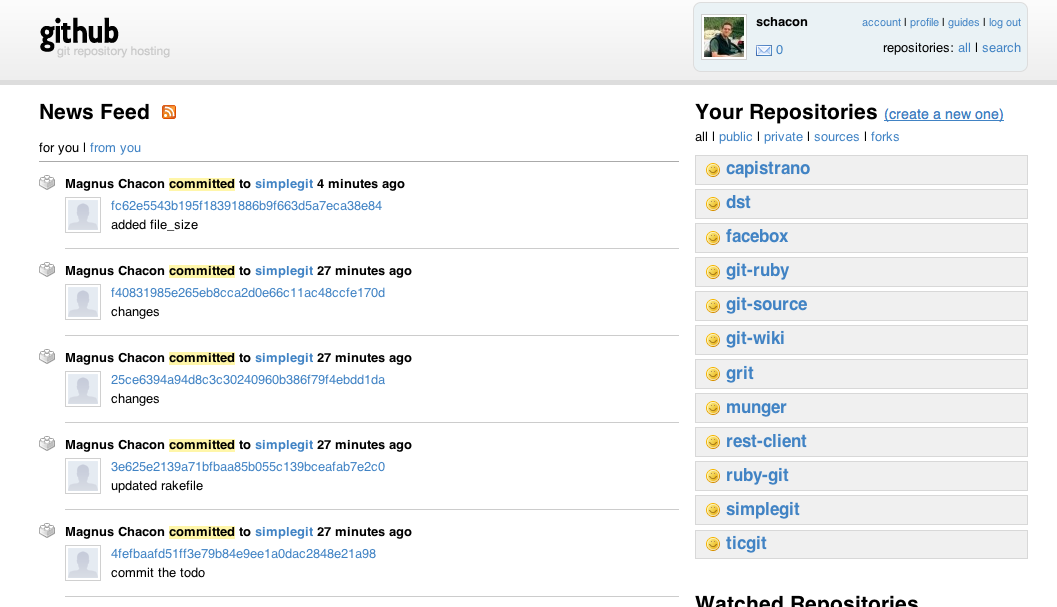 github
git repository hosting
schacon
account | profile | guides | log out
0
repositories: all | search
News Feed
for you | from you
Magnus Chacon committed to simplegit 4 minutes ago
fc62e5543b195f18391886b9f663d5a7eca38e84
added file_size
Magnus Chacon committed to simplegit 27 minutes ago
f40831985e265eb8cca2d0e66c11ac48ccfe170d
changes
Magnus Chacon committed to simplegit 27 minutes ago
25ce6394a94d8c3c30240960b386f79f4ebdd1da
changes
Magnus Chacon committed to simplegit 27 minutes ago
3e625e2139a71bfbaa85b055c139bceafab7e2c0
updated rakefile
Magnus Chacon committed to simplegit 27 minutes ago
4fefbaafd51ff3e79b84e9ee1a0dac2848e21a98
commit the todo
Your Repositories (create a new one)
all | public | private | sources | forks
capistrano
dst
facebox
git-ruby
git-source
git-wiki
grit
munger
rest-client
ruby-git
simplegit
ticgit
Watched Repositories